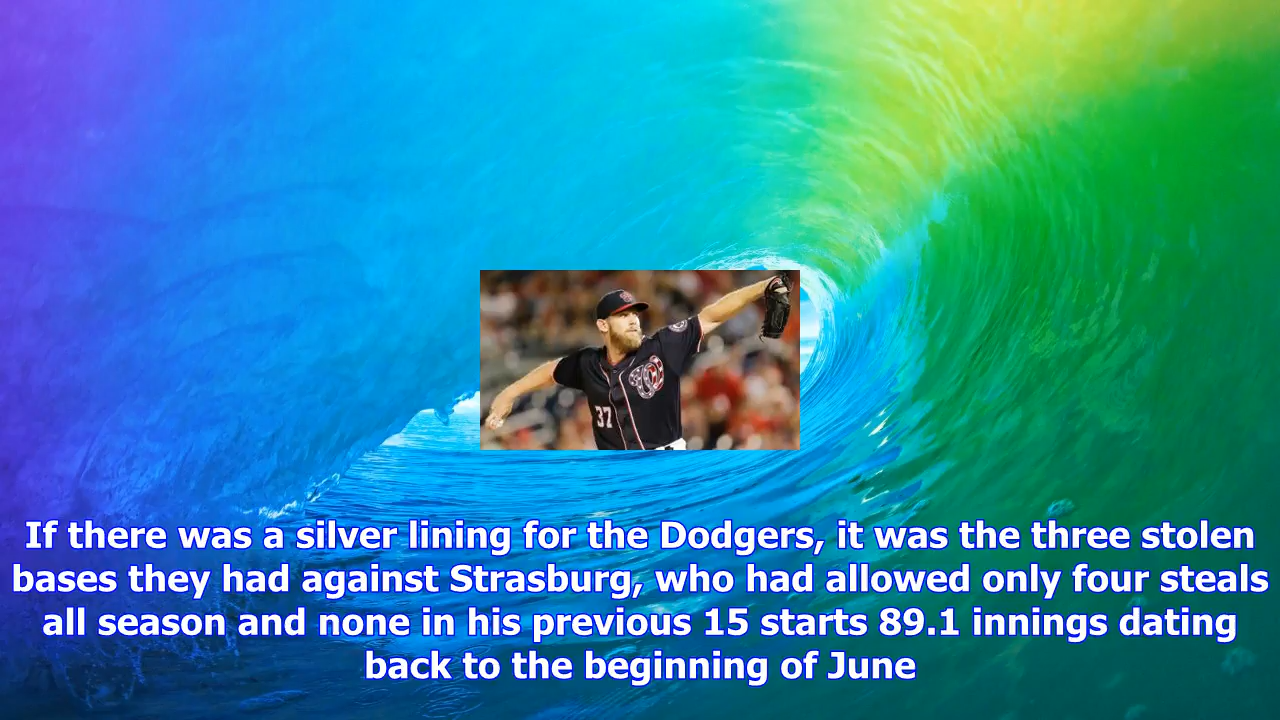 37
If there was a silver lining for the Dodgers, it was the three stolen
bases they had against Strasburg, who had allowed only four steals
all season and none in his previous 15 starts 89.1 innings dating
back to the beginning of June